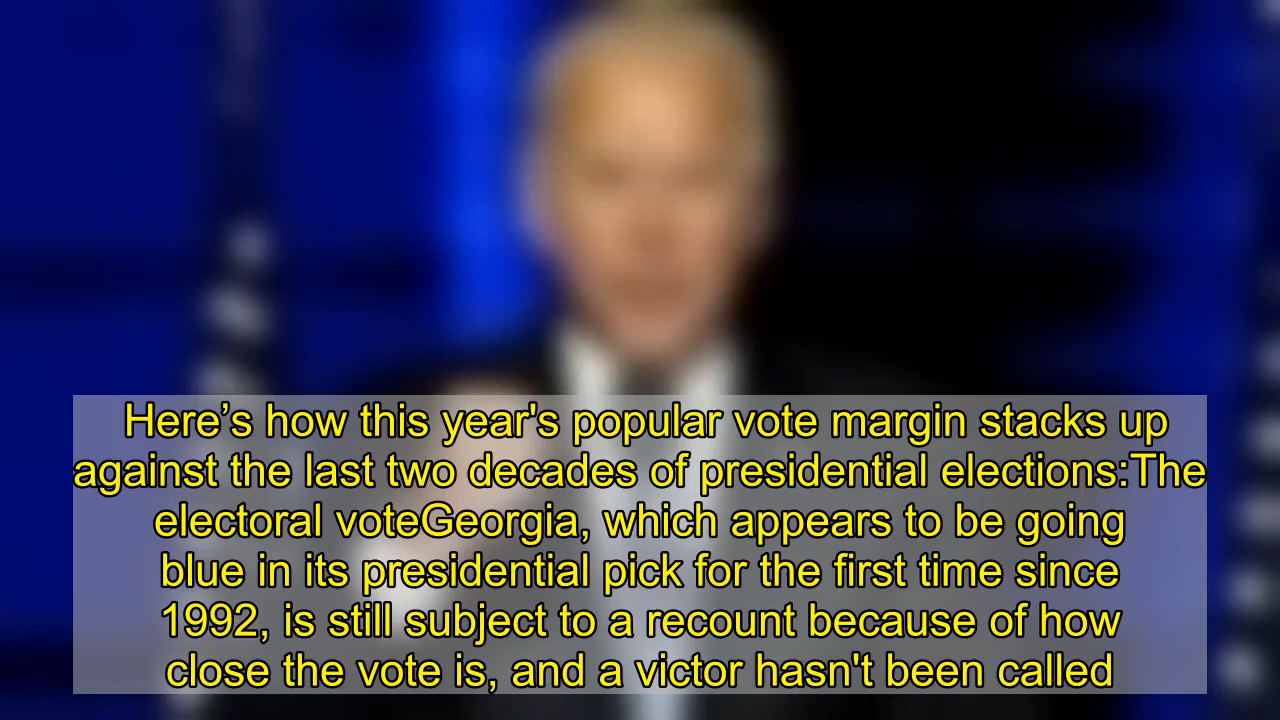 Here’s how this year's popular vote margin stacks up
against the last two decades of presidential elections:The
electoral voteGeorgia, which appears to be going
blue in its presidential pick for the first time since
1992, is still subject to a recount because of how
close the vote is, and a victor hasn't been called